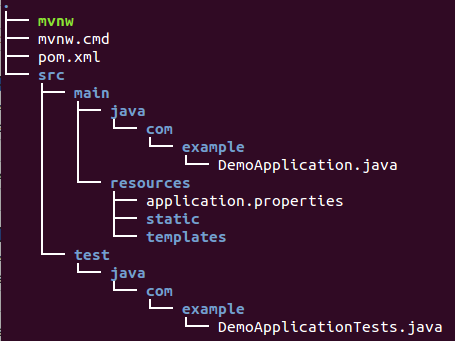 .
mvnw
mvnw.cmd
pom.xml
src
main
java
com
example
DemoApplication.java
resources
application.properties
static
templates
test
java
com
example
DemoApplicationTests.java